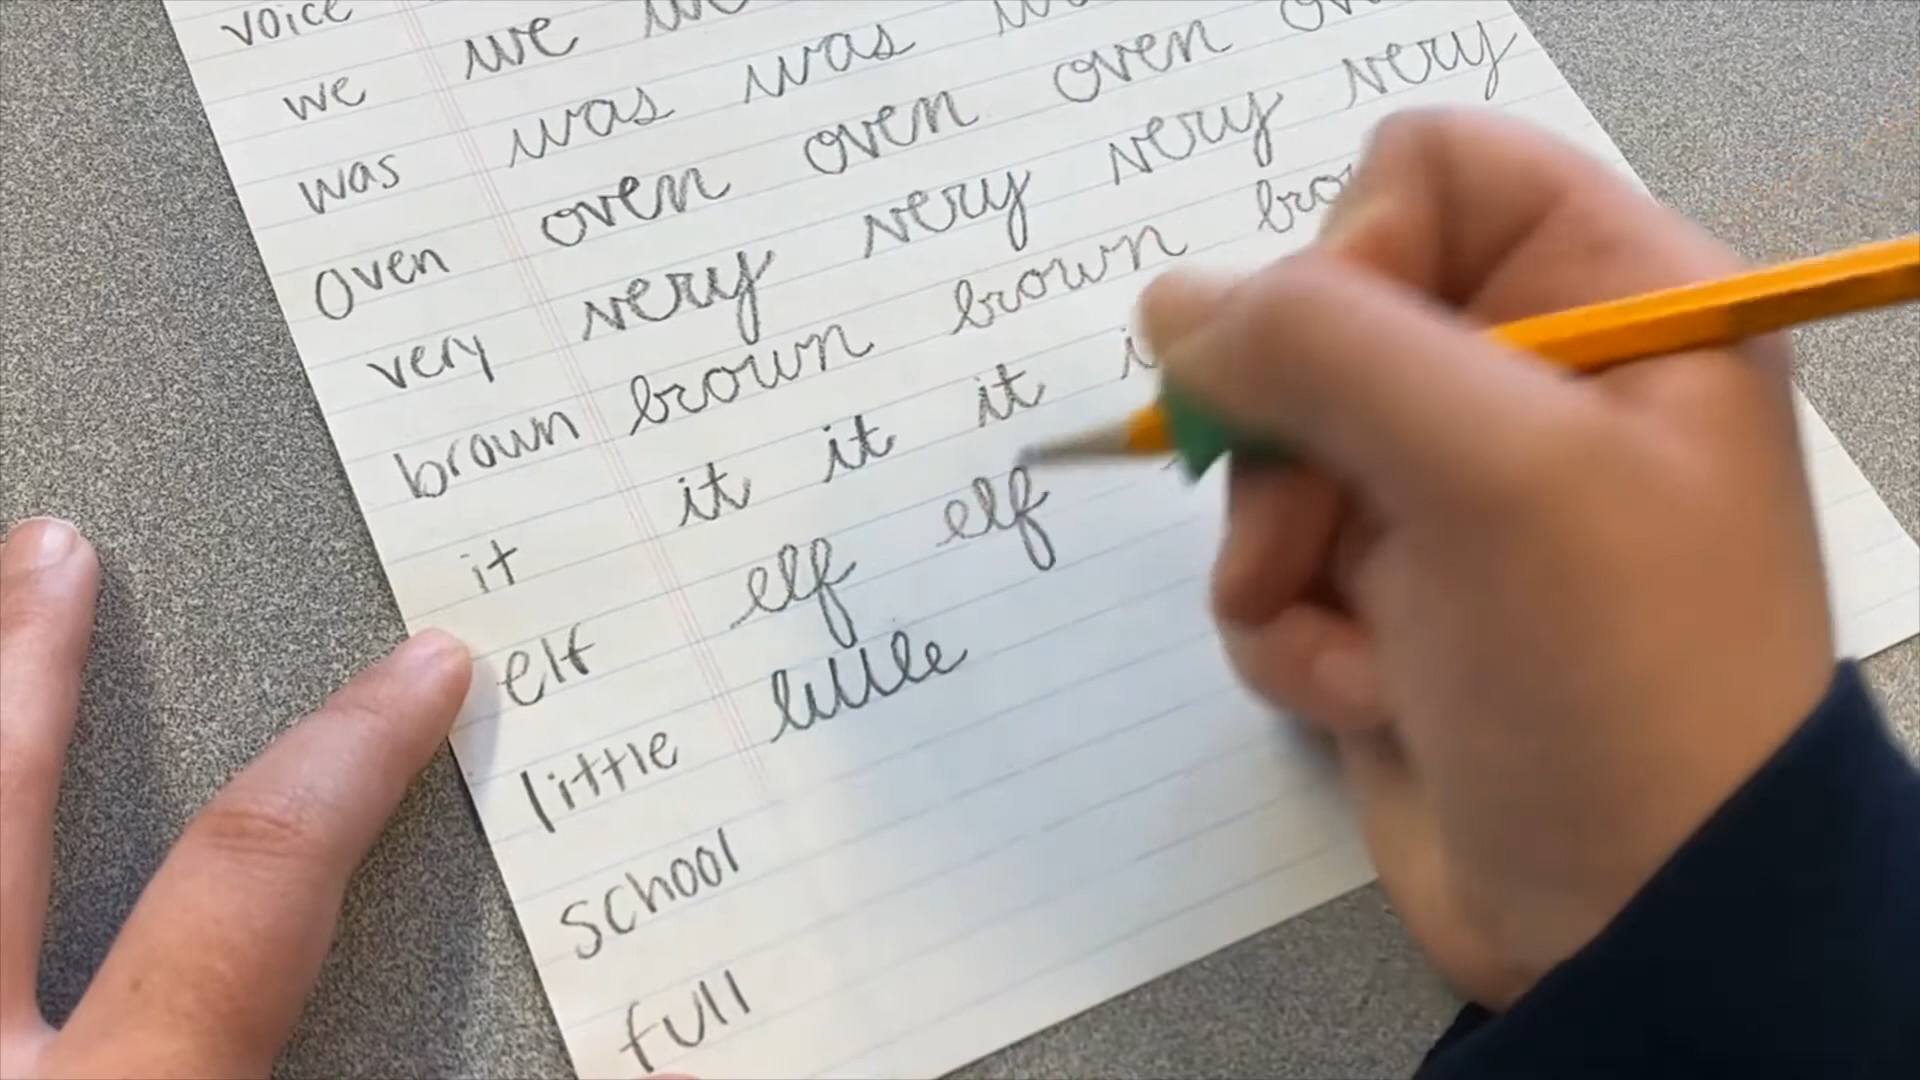 voice
we we
was was was
oven oven oven oven
very very very very very
brown brown brown
it it it it
elf elf elf
little little
school
full